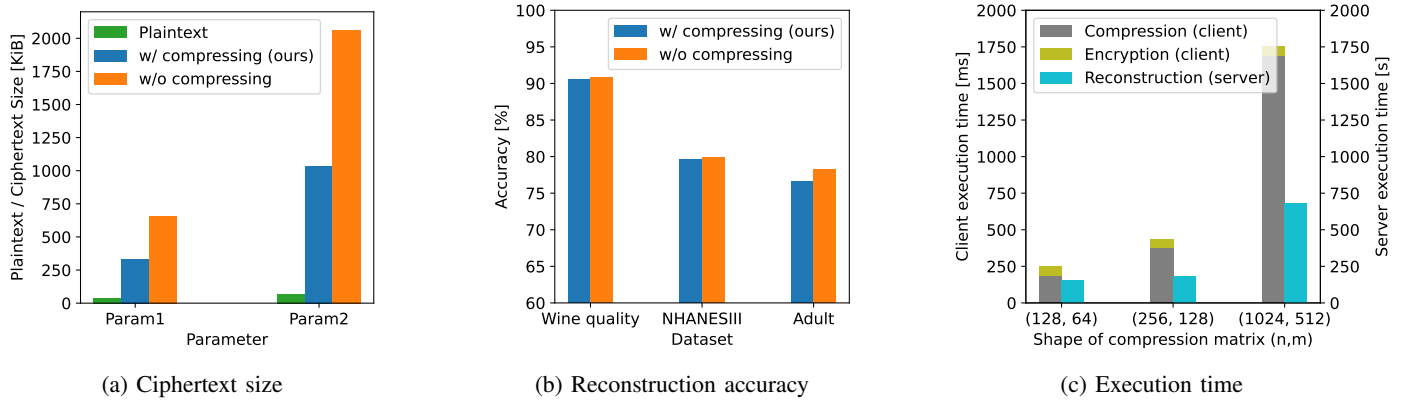 Plaintext / Ciphertext Size [KiB]
2000
1750
1500
1250
1000
750
500
250
0
Plaintext
w/ compressing (ours)
w/o compressing
Param1
Param2
Parameter
(a) Ciphertext size
Accuracy [%]
100
95
90
85
80
75
70
65
60
w/ compressing (ours)
w/o compressing
Wine quality
NHANESIII
Adult
Dataset
(b) Reconstruction accuracy
Client execution time [ms]
2000
1750
1500
1250
1000
750
500
250
0
Compression (client)
Encryption (client)
Reconstruction (server)
2000
1750
1500
1250
1000
750
500
250
0
Server execution time [s]
(128, 64)
(256, 128)
(1024, 512)
Shape of compression matrix (n,m)
(c) Execution time